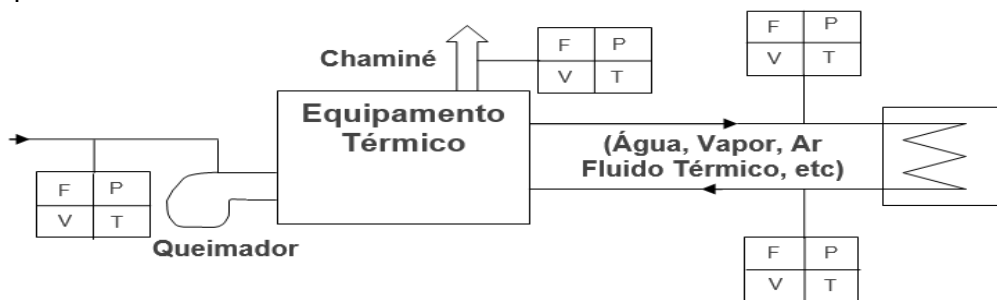 F P
V T
Chaminé
F P
V T
Equipamento
Térmico
(Água, Vapor, Ar
Fluido Térmico, etc)
F P
V T
Queimador
F P
V T